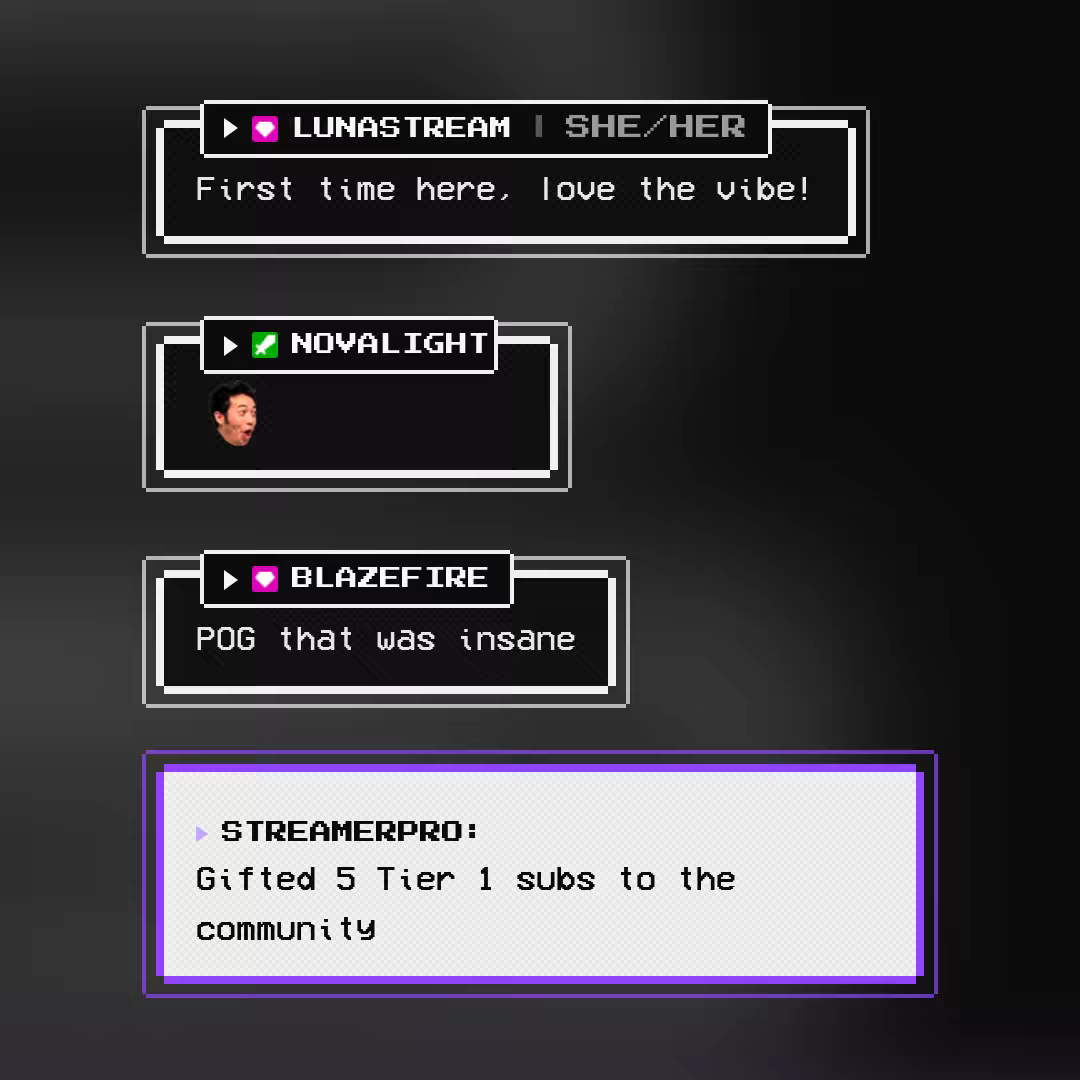 LUNASTREAM | SHE/HER
First time here, love the vibe!
NOVALIGHT
BLAZEFIRE
POG that was insane
STREAMERPRO:
Gifted 5 Tier 1 subs to the
community